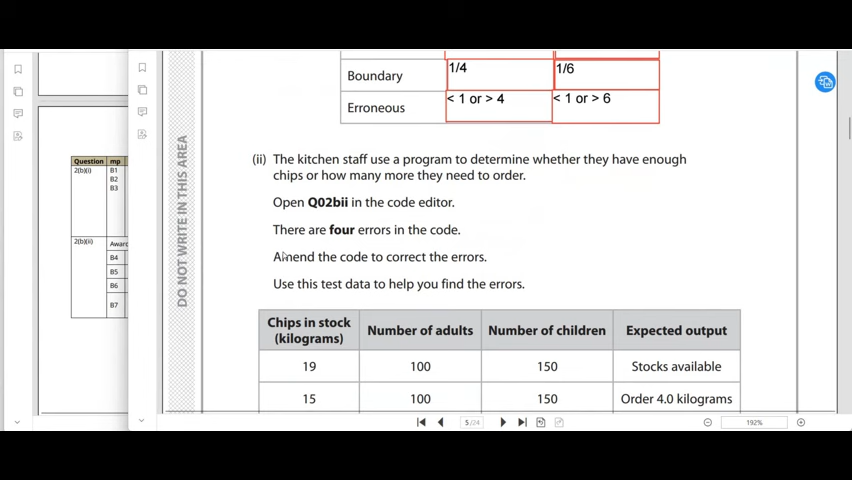 Boundary 1/4 1/6
Erroneous < 1 or > 4 < 1 or > 6
DO NOT WRITE IN THIS AREA
Question mp
2(b)(i) B1
B2
B3
2(b)(ii) Award
B4
B5
B6
B7
(ii) The kitchen staff use a program to determine whether they have enough
chips or how many more they need to order.
Open Q02bii in the code editor.
There are four errors in the code.
Amend the code to correct the errors.
Use this test data to help you find the errors.
Chips in stock (kilograms) Number of adults Number of children Expected output
19 100 150 Stocks available
15 100 150 Order 4.0 kilograms
5 /24
192%